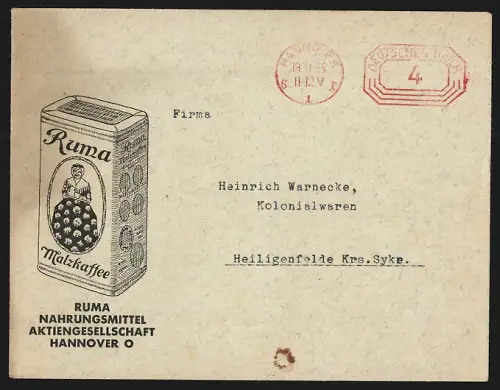 HANNOVER
11-12 V
S
1
DEUTSCHES REICH
4
Firma
Heinrich Warnecke,
Kolonialwaren
Heiligenfelde Krs.Syke.
Ruma
Malzkaffee
RUMA
NAHRUNGSMITTEL
AKTIENGESELLSCHAFT
HANNOVER O